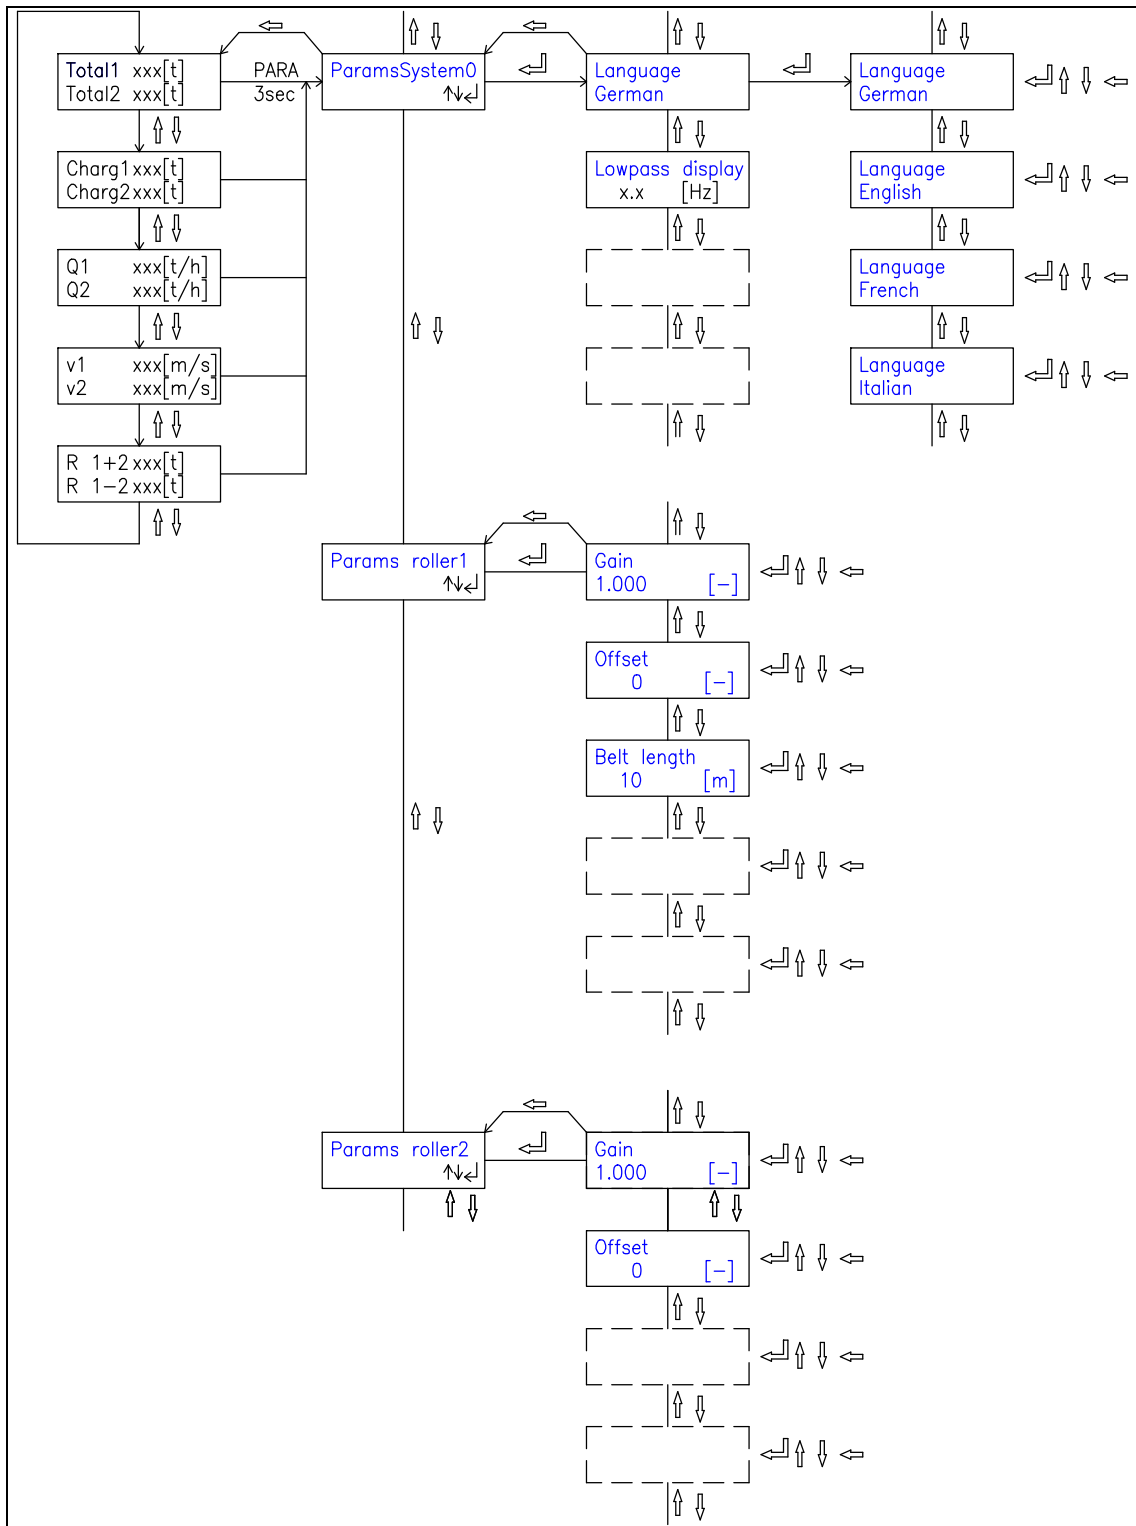 Total1 xxx[t]
Total2 xxx[t]
PARA
3sec
ParamsSystem0
Language
German
Language
German
Charg1 xxx[t]
Charg2 xxx[t]
Lowpass display
x.x [Hz]
Language
English
Q1 xxx[t/h]
Q2 xxx[t/h]
Language
French
v1 xxx[m/s]
v2 xxx[m/s]
Language
Italian
R 1+2 xxx[t]
R 1-2 xxx[t]
Params roller1
Gain
1.000 [-]
Offset
0 [-]
Belt length
10 [m]
Params roller2
Gain
1.000 [-]
Offset
0 [-]